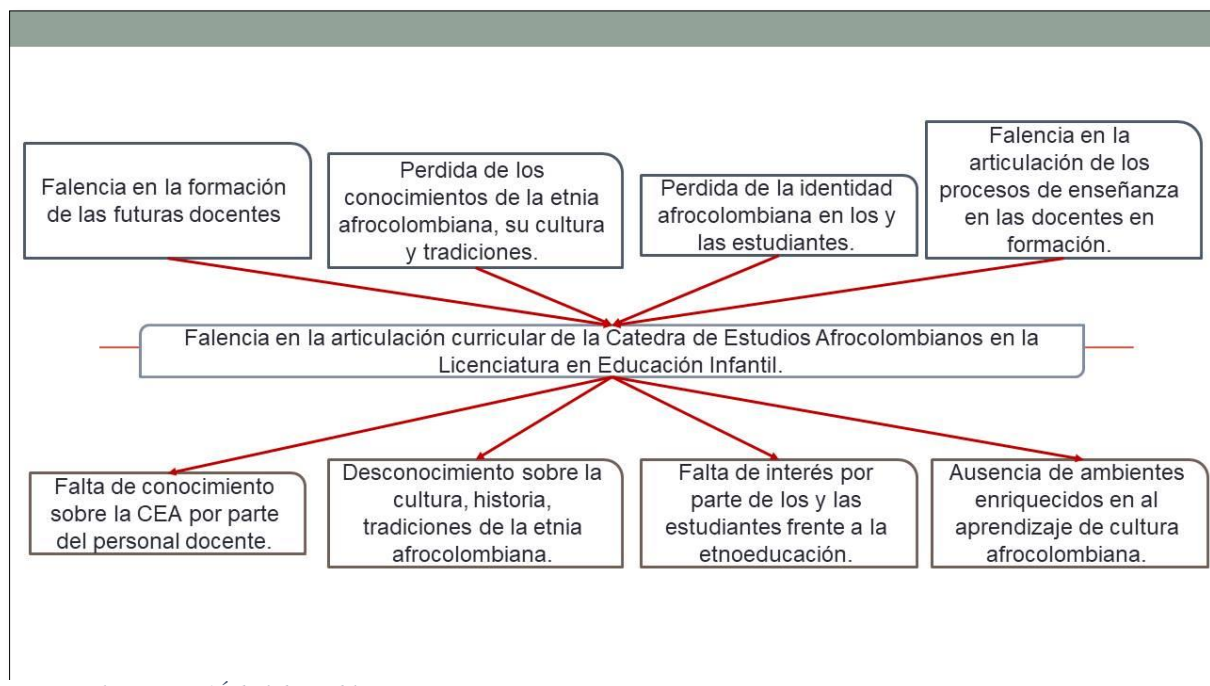 Falencia en la formación
de las futuras docentes
Perdida de los
conocimientos de la etnia
afrocolombiana, su cultura
y tradiciones.
Perdida de la identidad
afrocolombiana en los y
las estudiantes.
Falencia en la
articulación de los
procesos de enseñanza
en las docentes en
formación.
Falencia en la articulación curricular de la Catedra de Estudios Afrocolombianos en la
Licenciatura en Educación Infantil.
Falta de conocimiento
sobre la CEA por parte
del personal docente.
Desconocimiento sobre la
cultura, historia,
tradiciones de la etnia
afrocolombiana.
Falta de interés por
parte de los y las
estudiantes frente a la
etnoeducación.
Ausencia de ambientes
enriquecidos en al
aprendizaje de cultura
afrocolombiana.